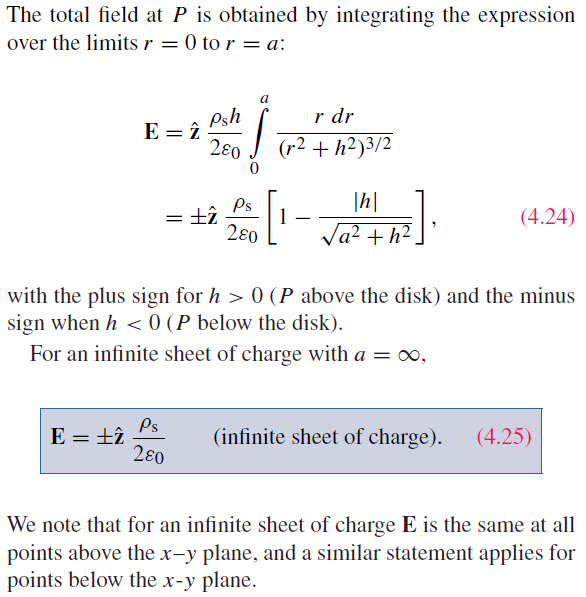 The total field at P is obtained by integrating the expression
over the limits r = 0 to r = a:
E = ẑ ρsh/2ε0 ∫0a r dr/(r2 + h2)3/2
= ±ẑ ρs/2ε0 [1 − |h|/√a2 + h2], (4.24)
with the plus sign for h > 0 (P above the disk) and the minus
sign when h < 0 (P below the disk).
For an infinite sheet of charge with a = ∞,
E = ±ẑ ρs/2ε0 (infinite sheet of charge). (4.25)
We note that for an infinite sheet of charge E is the same at all
points above the x–y plane, and a similar statement applies for
points below the x-y plane.